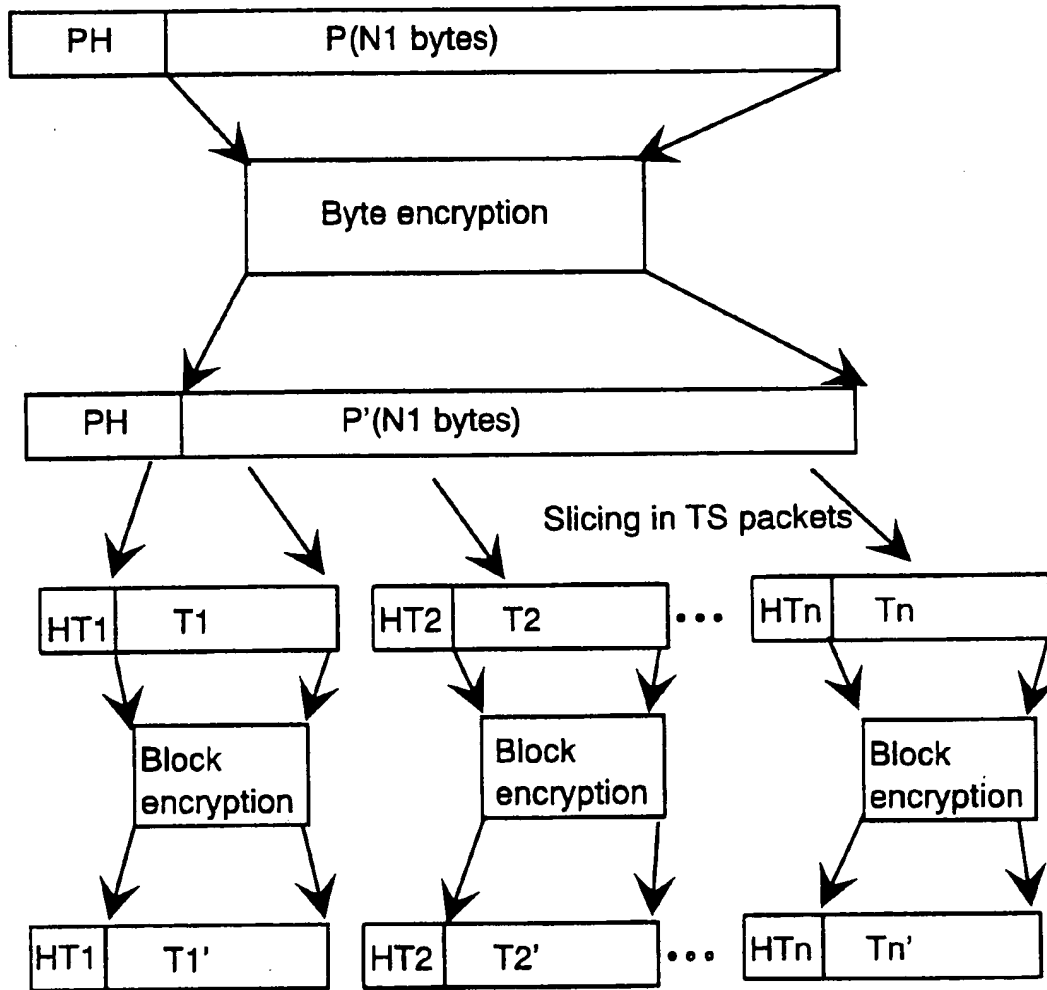 PH P(N1 bytes)
Byte encryption
PH P'(N1 bytes)
Slicing in TS packets
HT1 T1 HT2 T2 ••• HTn Tn
Block
encryption
Block
encryption
Block
encryption
HT1 T1' HT2 T2' ••• HTn Tn'